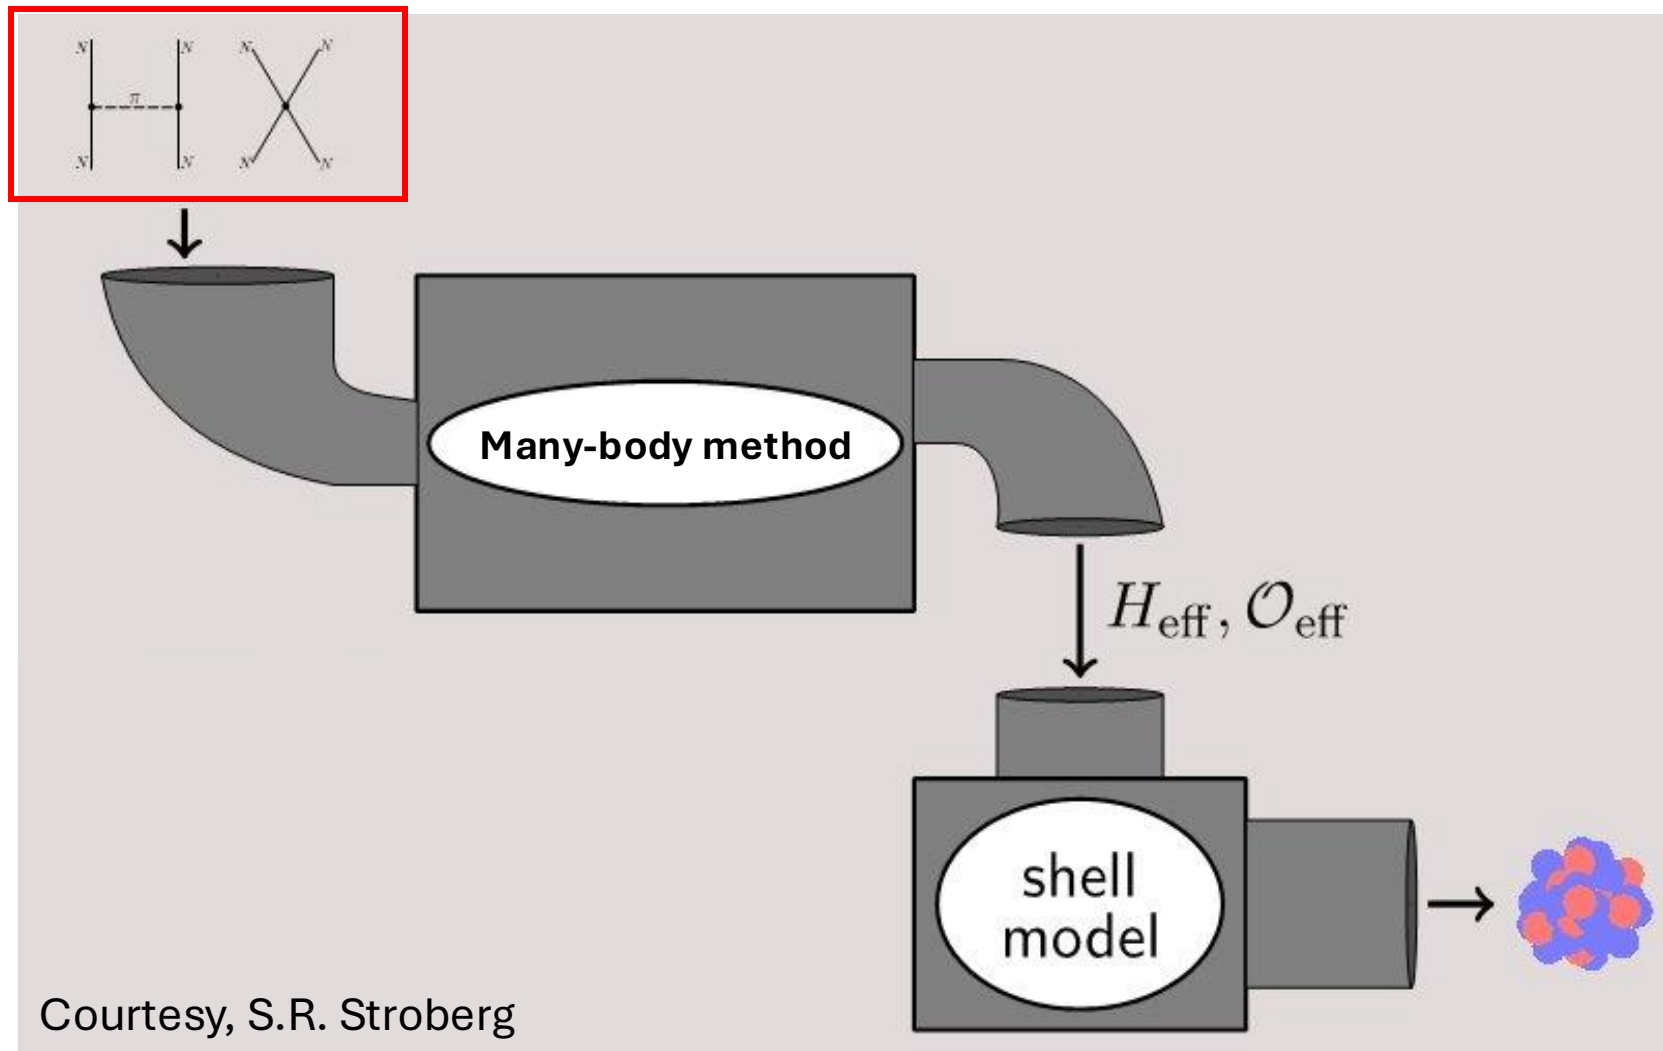 N N N N
π
N N N N
Many-body method
H_eff, 𝒪_eff
shell
model
Courtesy, S.R. Stroberg